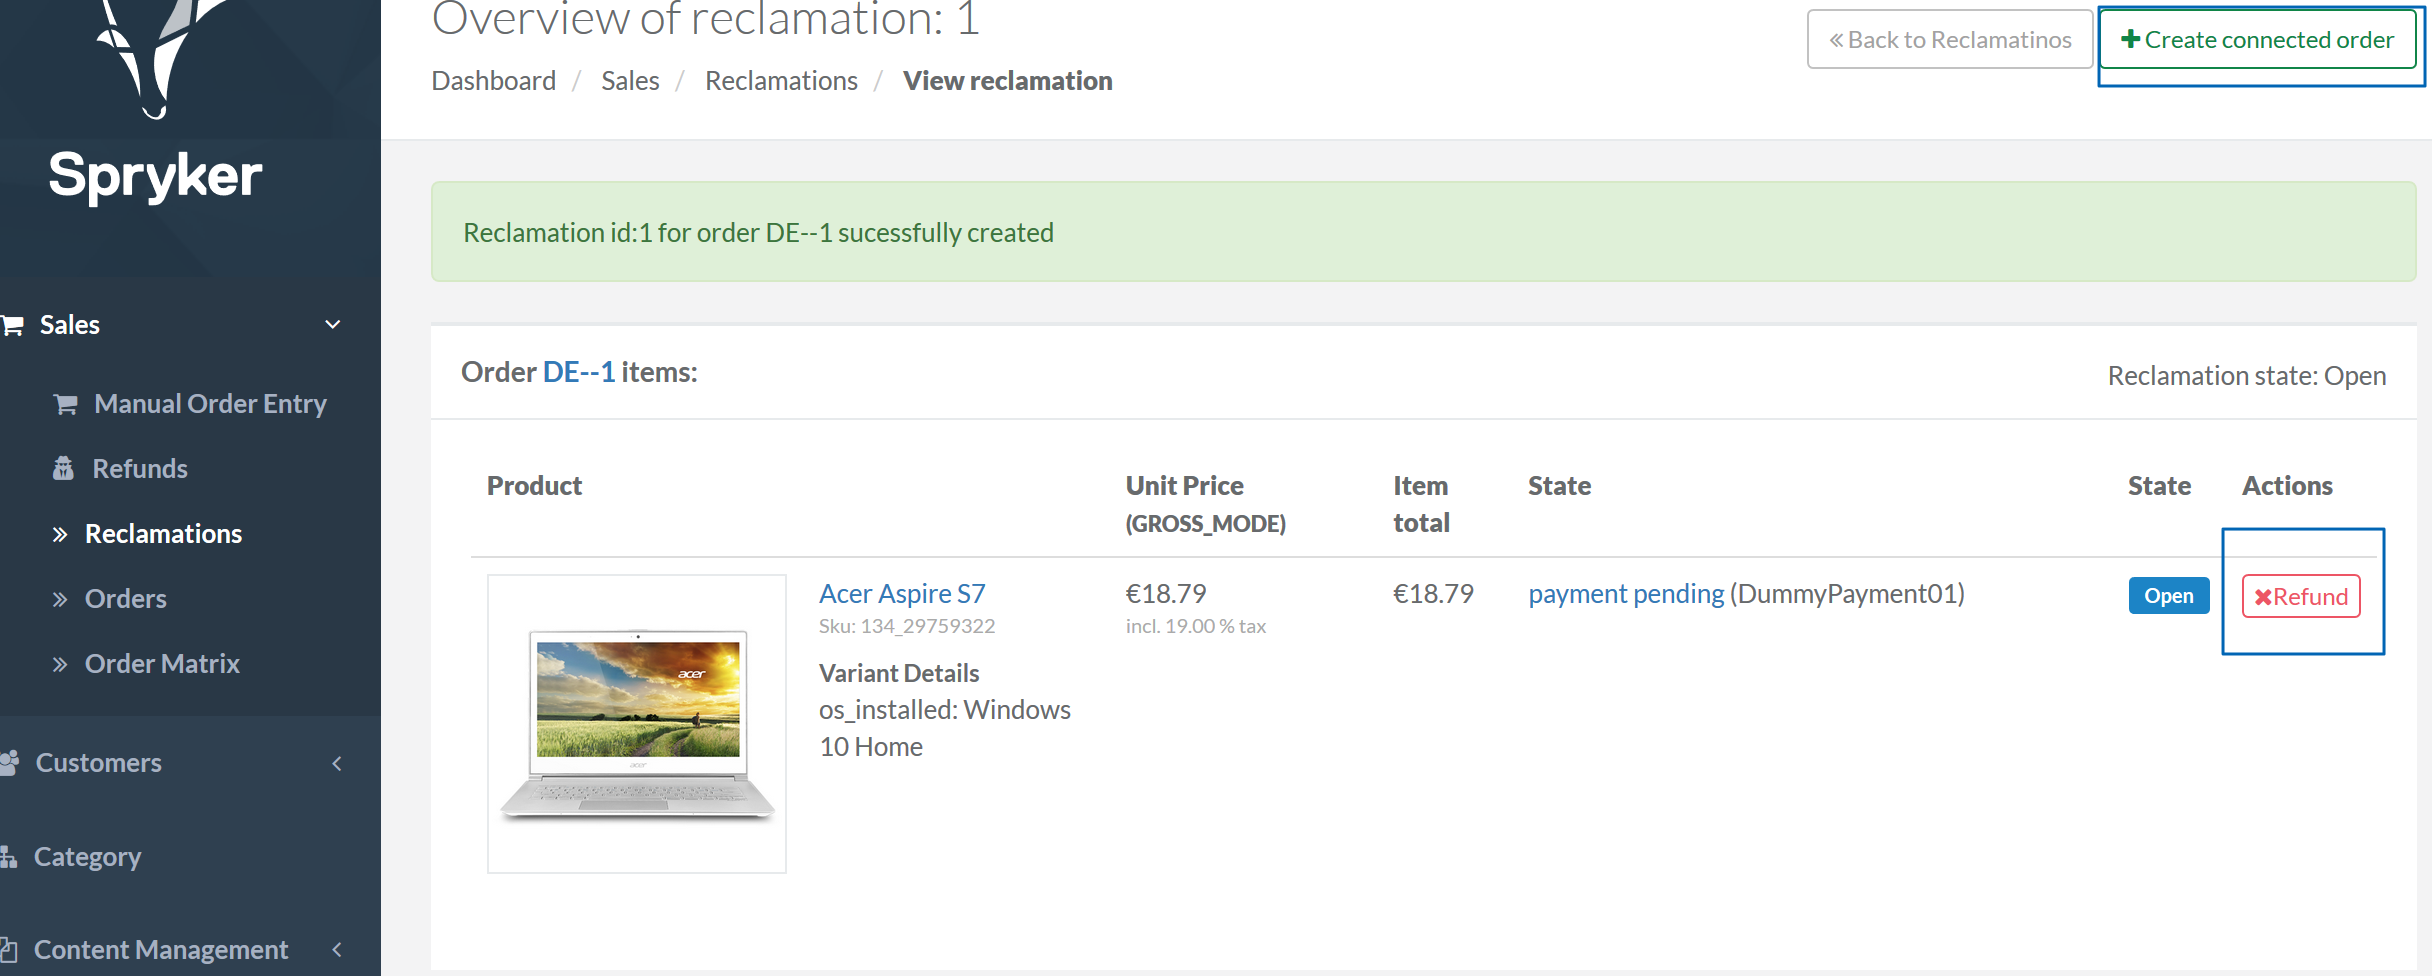 Spryker
Sales
Manual Order Entry
Refunds
Reclamations
Orders
Order Matrix
Customers
Category
Content Management
Overview of reclamation: 1
Dashboard / Sales / Reclamations / View reclamation
Back to Reclamatinos
Create connected order
Reclamation id:1 for order DE--1 sucessfully created
Order DE--1 items:
Reclamation state: Open
Product
Unit Price
(GROSS_MODE)
Item
total
State
State
Actions
acer
acer
Acer Aspire S7
Sku: 134_29759322
Variant Details
os_installed: Windows
10 Home
€18.79
incl. 19.00 % tax
€18.79
payment pending (DummyPayment01)
Open
Refund